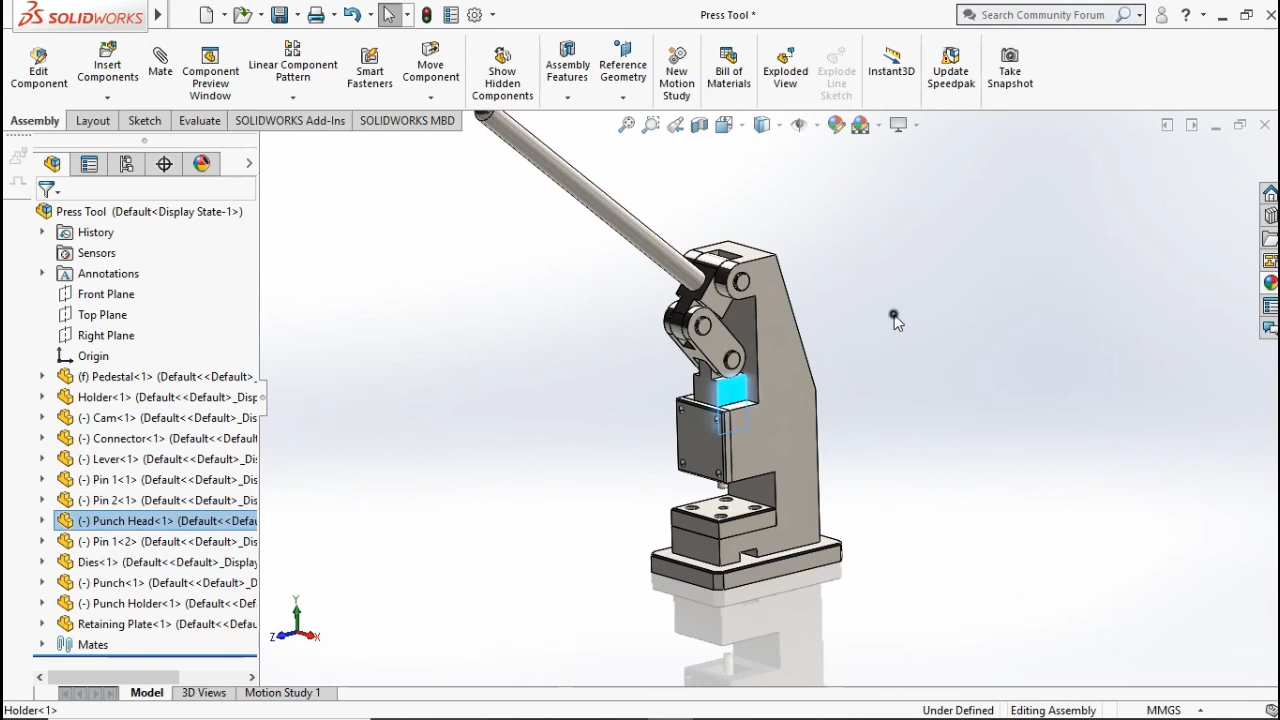 SOLIDWORKS
Press Tool *
Search Community Forum
?
Edit Component
Insert Components
Mate
Component Preview Window
Linear Component Pattern
Smart Fasteners
Move Component
Show Hidden Components
Assembly Features
Reference Geometry
New Motion Study
Bill of Materials
Exploded View
Explode Line Sketch
Instant3D
Update Speedpak
Take Snapshot
Assembly
Layout
Sketch
Evaluate
SOLIDWORKS Add-Ins
SOLIDWORKS MBD
Press Tool (Default<Display State-1>)
History
Sensors
Annotations
Front Plane
Top Plane
Right Plane
Origin
(f) Pedestal<1> (Default<<Default>_
Holder<1> (Default<<Default>_Disp
(-) Cam<1> (Default<<Default>_Dis
(-) Connector<1> (Default<<Default
(-) Lever<1> (Default<<Default>_Di
(-) Pin 1<1> (Default<<Default>_Dis
(-) Pin 2<1> (Default<<Default>_Dis
(-) Punch Head<1> (Default<<Defau
(-) Pin 1<2> (Default<<Default>_Dis
Dies<1> (Default<<Default>_Display
(-) Punch<1> (Default<<Default>_D
(-) Punch Holder<1> (Default<<Def
Retaining Plate<1> (Default<<Defau
Mates
Y
Z
X
Model
3D Views
Motion Study 1
Holder<1>
Under Defined
Editing Assembly
MMGS